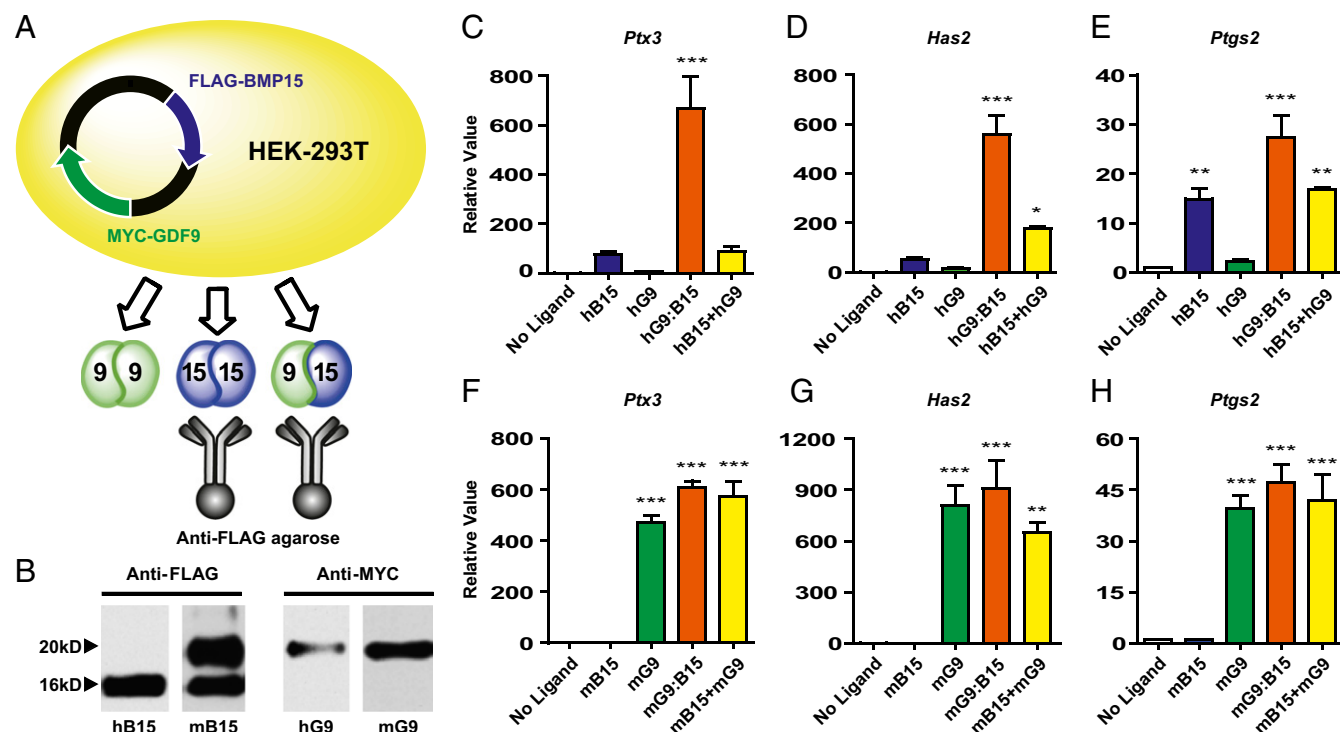 A
FLAG-BMP15
HEK-293T
MYC-GDF9
9 9
15 15
9 15
Anti-FLAG agarose
B
Anti-FLAG
Anti-MYC
20kD
16kD
hB15
mB15
hG9
mG9
C
Ptx3
Relative Value
800
600
400
200
0
***
No Ligand
hB15
hG9
hG9:B15
hB15+hG9
D
Has2
800
600
400
200
0
***
*
No Ligand
hB15
hG9
hG9:B15
hB15+hG9
E
Ptgs2
40
30
20
10
0
**
***
**
No Ligand
hB15
hG9
hG9:B15
hB15+hG9
F
Ptx3
Relative Value
800
600
400
200
0
***
***
***
No Ligand
mB15
mG9
mG9:B15
mB15+mG9
G
Has2
1200
900
600
300
0
***
***
**
No Ligand
mB15
mG9
mG9:B15
mB15+mG9
H
Ptgs2
60
45
30
15
0
***
***
***
No Ligand
mB15
mG9
mG9:B15
mB15+mG9